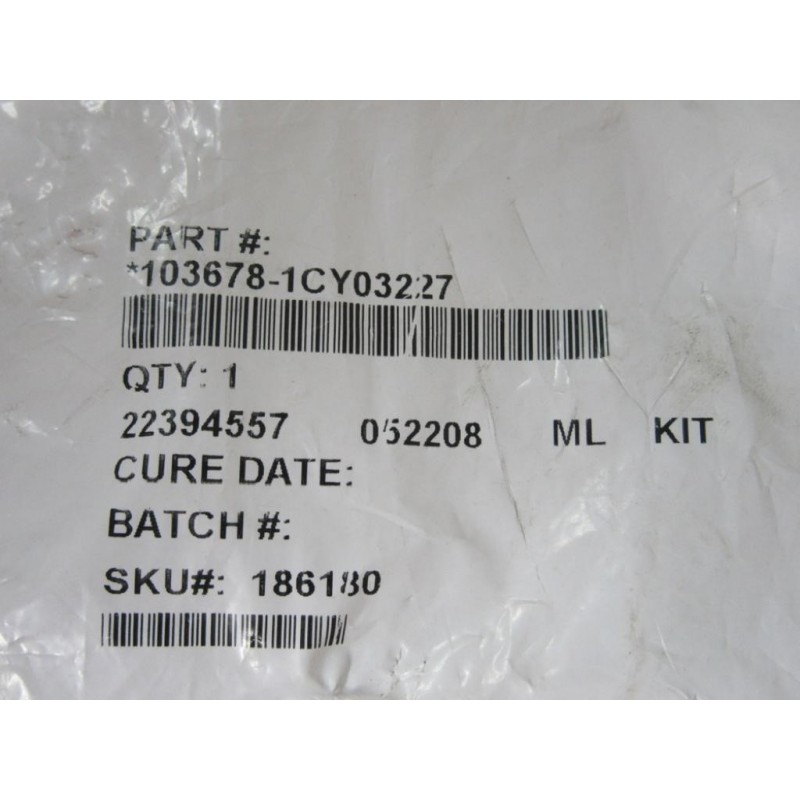 PART #:
*103678-1CY03227
QTY: 1
22394557 052208 ML KIT
CURE DATE:
BATCH #:
SKU#: 186180